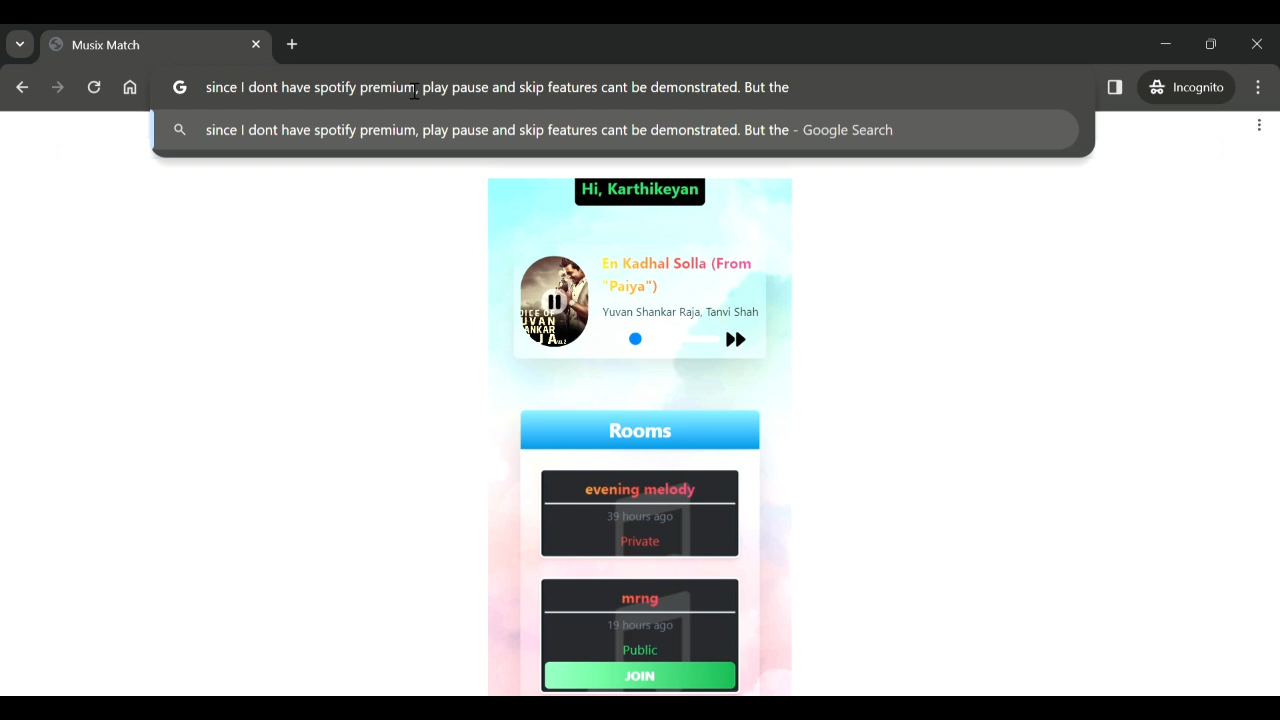 Musix Match
since I dont have spotify premium, play pause and skip features cant be demonstrated. But the
Incognito
since I dont have spotify premium, play pause and skip features cant be demonstrated. But the - Google Search
Hi, Karthikeyan
En Kadhal Solla (From
"Paiya")
Yuvan Shankar Raja, Tanvi Shah
Rooms
evening melody
39 hours ago
Private
mrng
19 hours ago
Public
JOIN